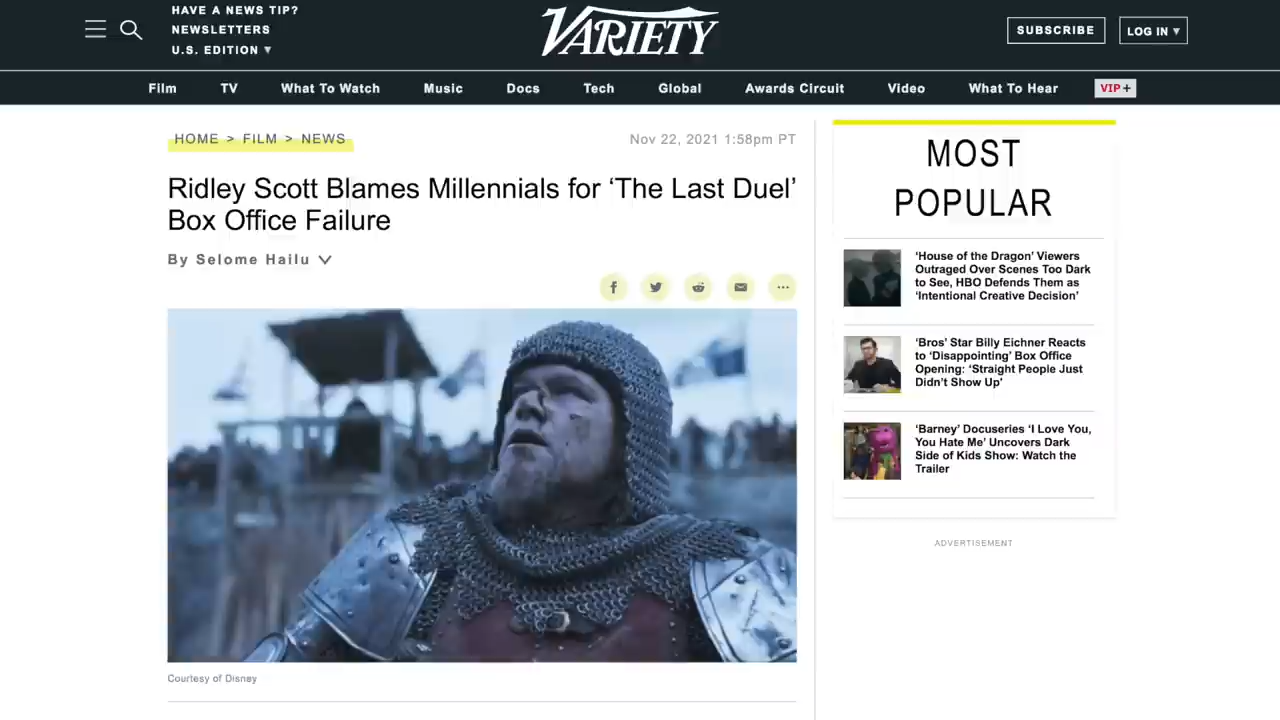 HAVE A NEWS TIP?
NEWSLETTERS
U.S. EDITION ▾
VARIETY
SUBSCRIBE
LOG IN ▾
Film TV What To Watch Music Docs Tech Global Awards Circuit Video What To Hear VIP+
HOME > FILM > NEWS
Nov 22, 2021 1:58pm PT
Ridley Scott Blames Millennials for ‘The Last Duel’
Box Office Failure
By Selome Hailu
Courtesy of Disney
MOST
POPULAR
‘House of the Dragon’ Viewers
Outraged Over Scenes Too Dark
to See, HBO Defends Them as
‘Intentional Creative Decision’
‘Bros’ Star Billy Eichner Reacts
to ‘Disappointing’ Box Office
Opening: ‘Straight People Just
Didn’t Show Up’
‘Barney’ Docuseries ‘I Love You,
You Hate Me’ Uncovers Dark
Side of Kids Show: Watch the
Trailer
ADVERTISEMENT